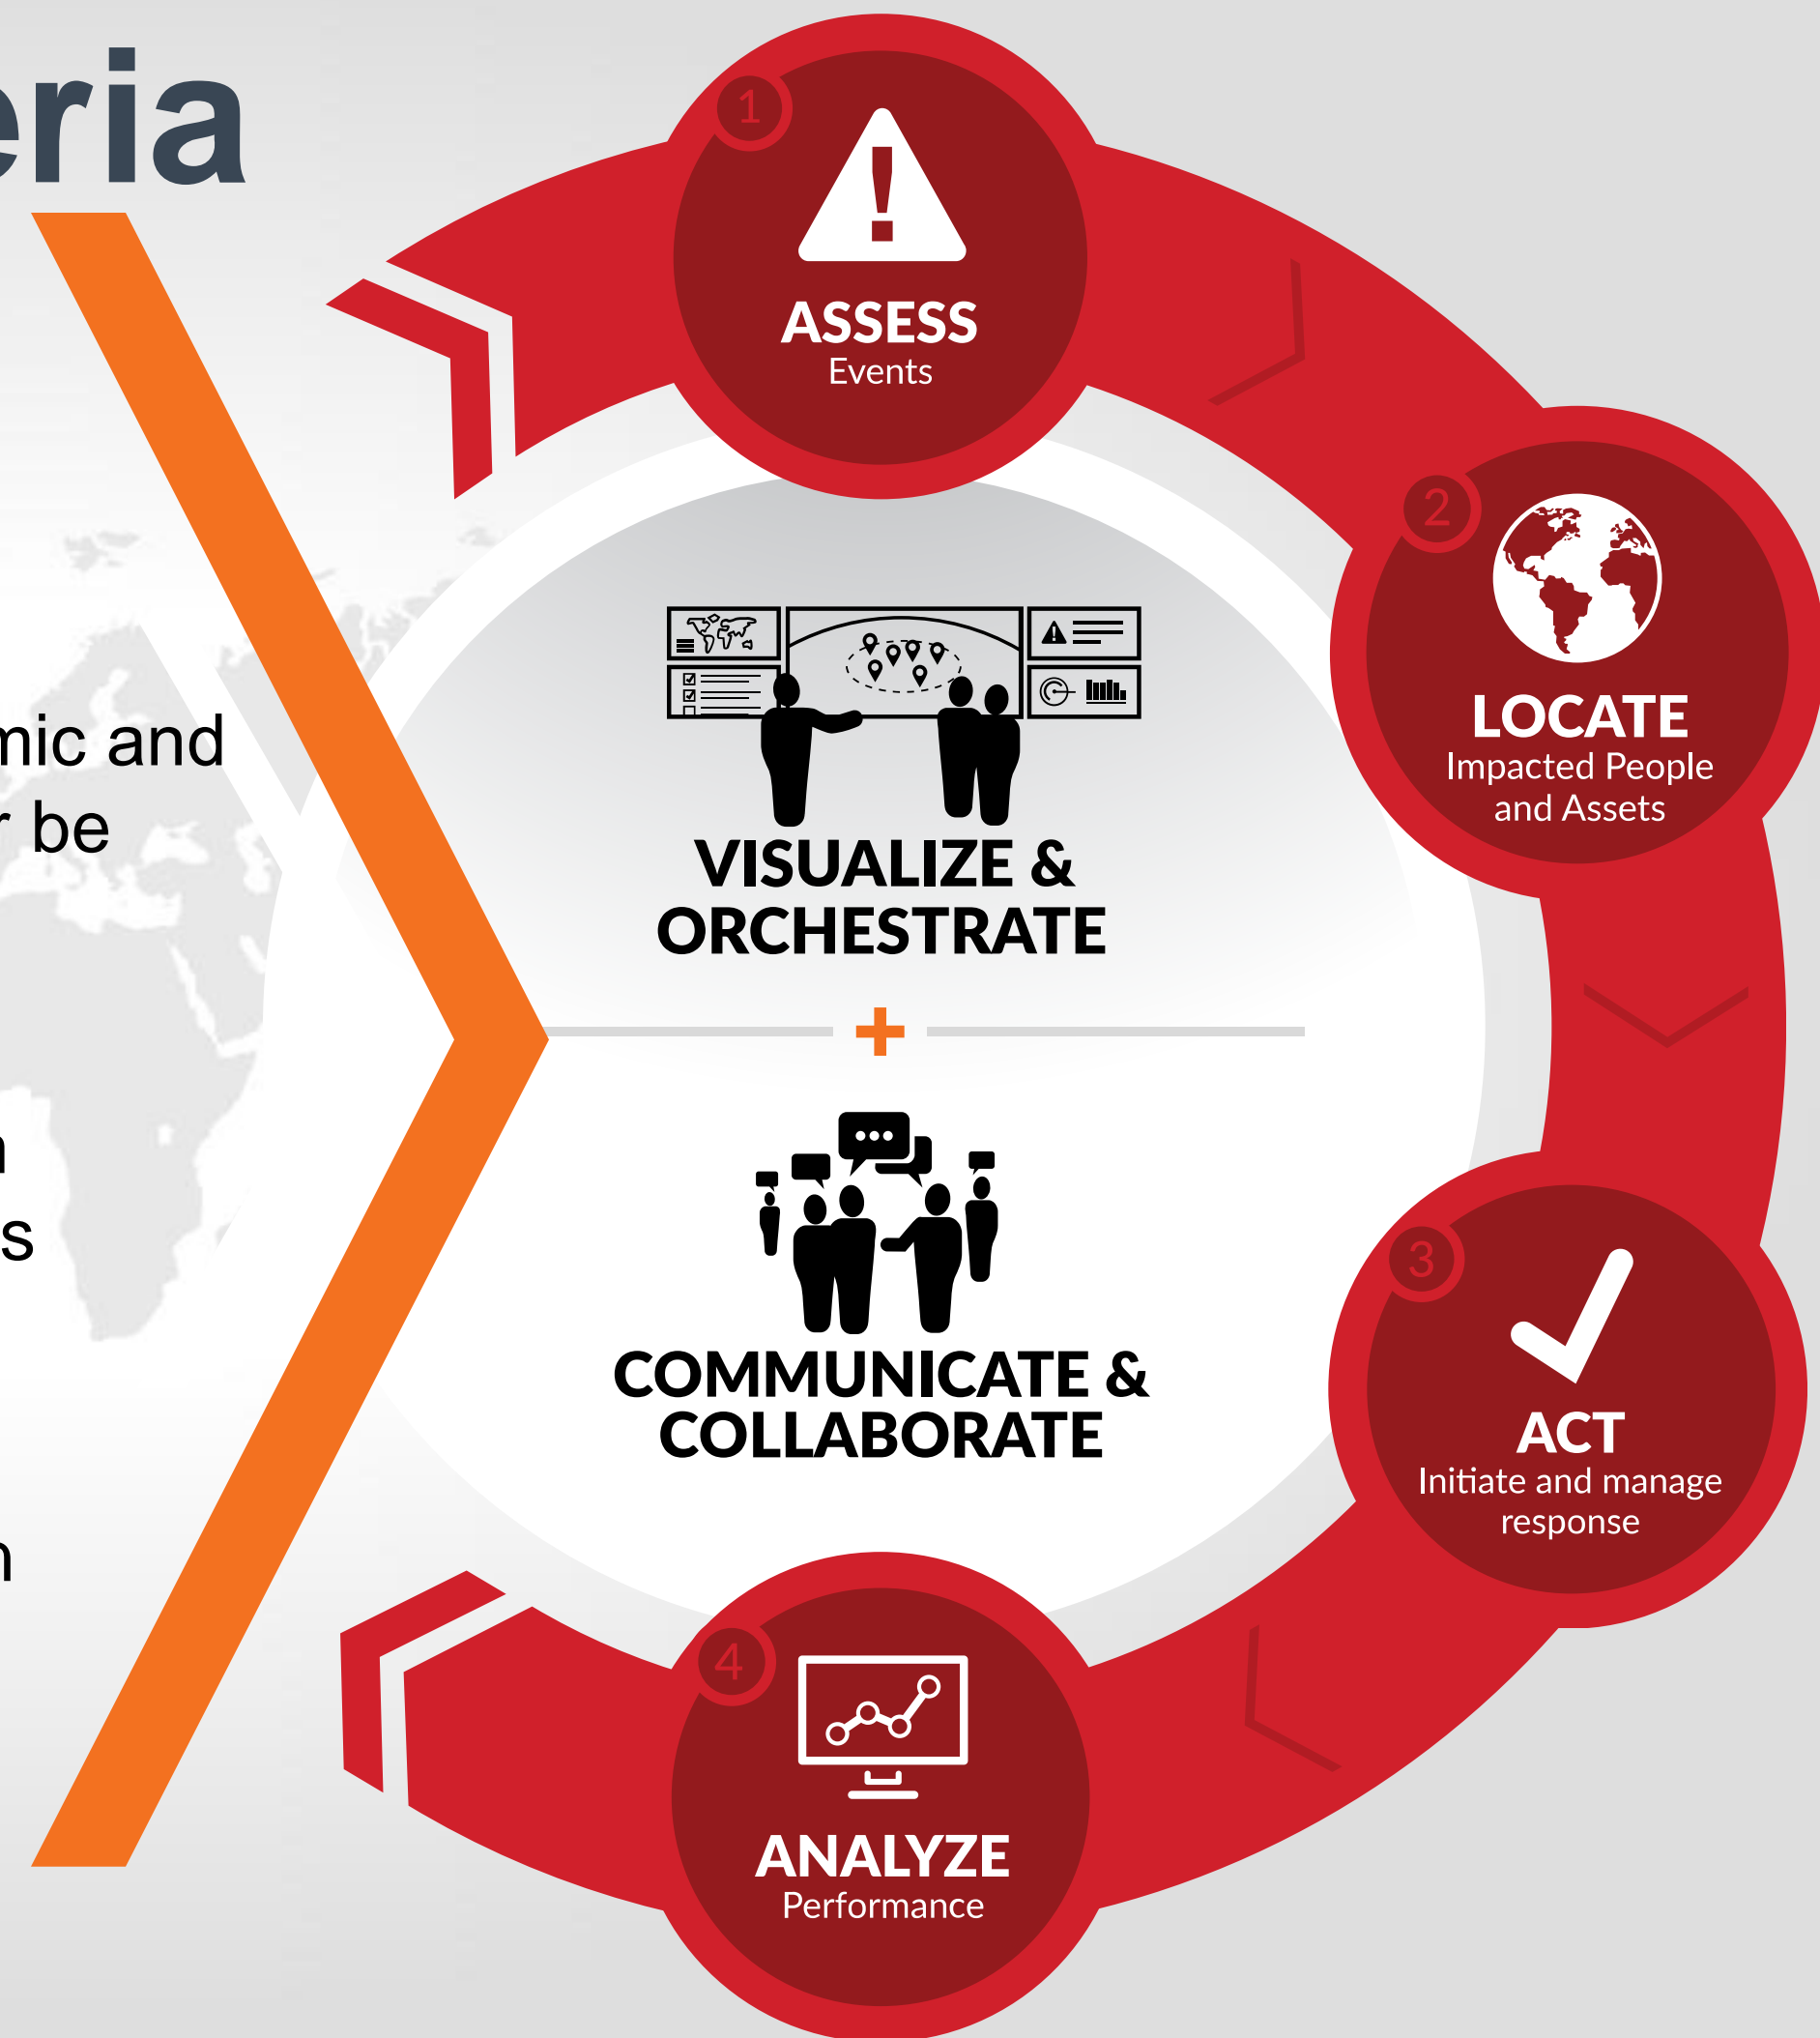 eria
mic and
r be
n
s
n
1
ASSESS
Events
2
LOCATE
Impacted People
and Assets
3
ACT
Initiate and manage
response
4
ANALYZE
Performance
VISUALIZE &
ORCHESTRATE
+
COMMUNICATE &
COLLABORATE